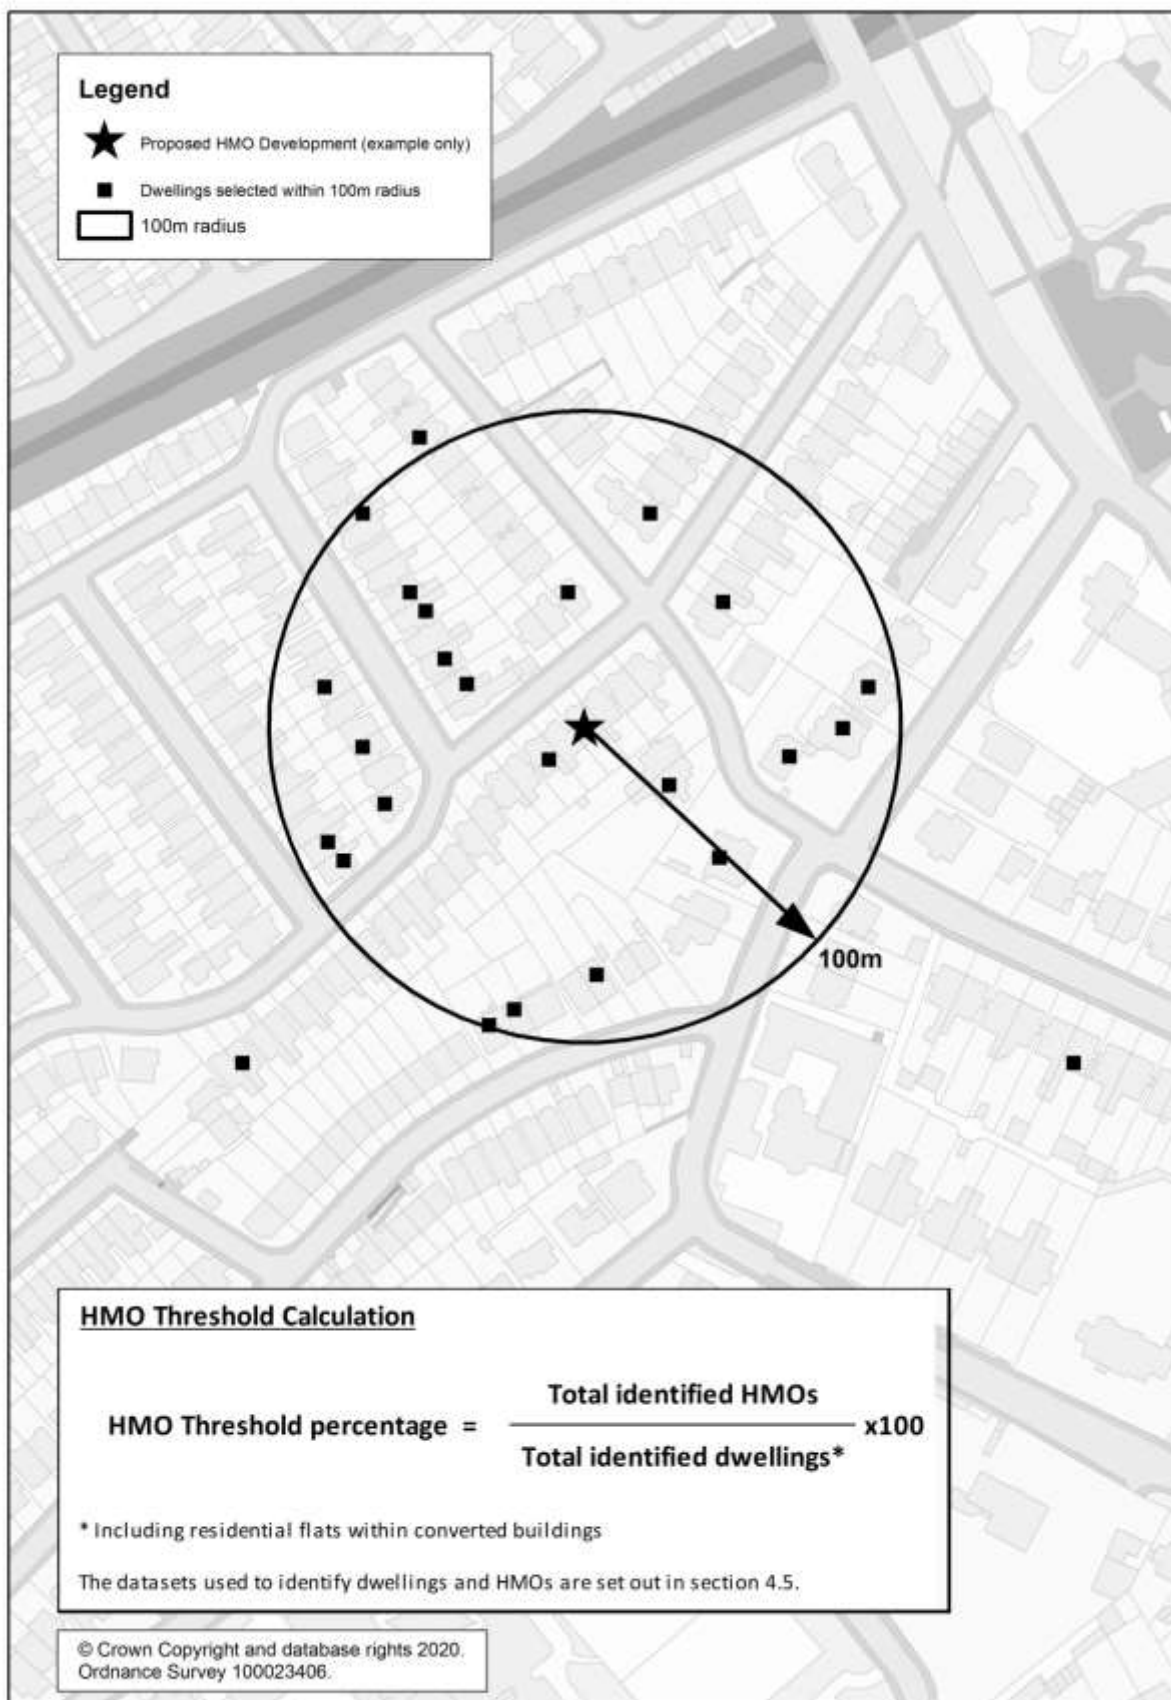 Legend
Proposed HMO Development (example only)
Dwellings selected within 100m radius
100m radius
100m
HMO Threshold Calculation
HMO Threshold percentage = Total identified HMOs x100
Total identified dwellings*
* Including residential flats within converted buildings
The datasets used to identify dwellings and HMOs are set out in section 4.5.
© Crown Copyright and database rights 2020.
Ordnance Survey 100023406.